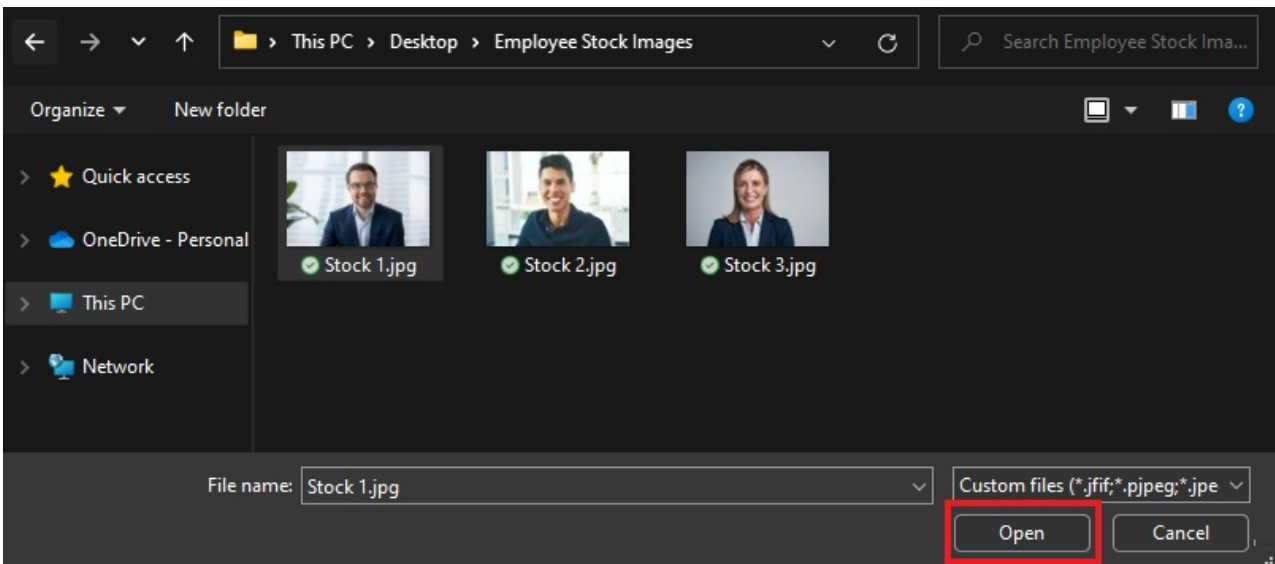 This PC > Desktop > Employee Stock Images
Search Employee Stock Ima...
Organize
New folder
?
Quick access
OneDrive - Personal
This PC
Network
Stock 1.jpg
Stock 2.jpg
Stock 3.jpg
File name: Stock 1.jpg
Custom files (*.jfif;*.pjpeg;*.jpe
Open
Cancel